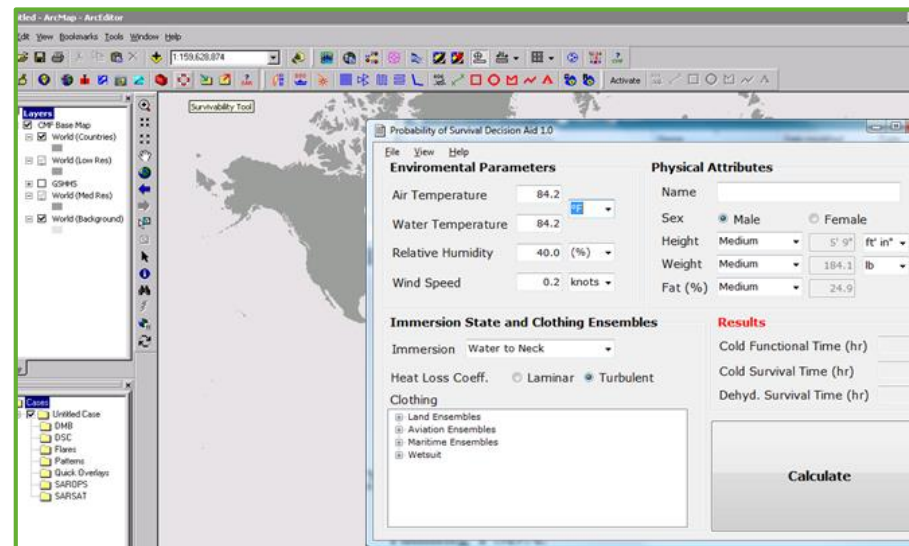 ntitled - ArcMap - ArcEditor
Edit View Bookmarks Tools Window Help
1:159,628,874
Activate
Layers
CMF Base Map
World (Countries)
World (Low Res)
GSHHS
World (Med Res)
World (Background)
Survivability Tool
Cases
Untitled Case
DMB
DSC
Flares
Patterns
Quick Overlays
SAROPS
SARSAT
Probability of Survival Decision Aid 1.0
File View Help
Enviromental Parameters
Air Temperature 84.2
°F
Water Temperature 84.2
Relative Humidity 40.0 (%)
Wind Speed 0.2 knots
Physical Attributes
Name
Sex Male Female
Height Medium 5' 9" ft' in"
Weight Medium 184.1 lb
Fat (%) Medium 24.9
Immersion State and Clothing Ensembles
Immersion Water to Neck
Heat Loss Coeff. Laminar Turbulent
Clothing
Land Ensembles
Aviation Ensembles
Maritime Ensembles
Wetsuit
Results
Cold Functional Time (hr)
Cold Survival Time (hr)
Dehyd. Survival Time (hr)
Calculate